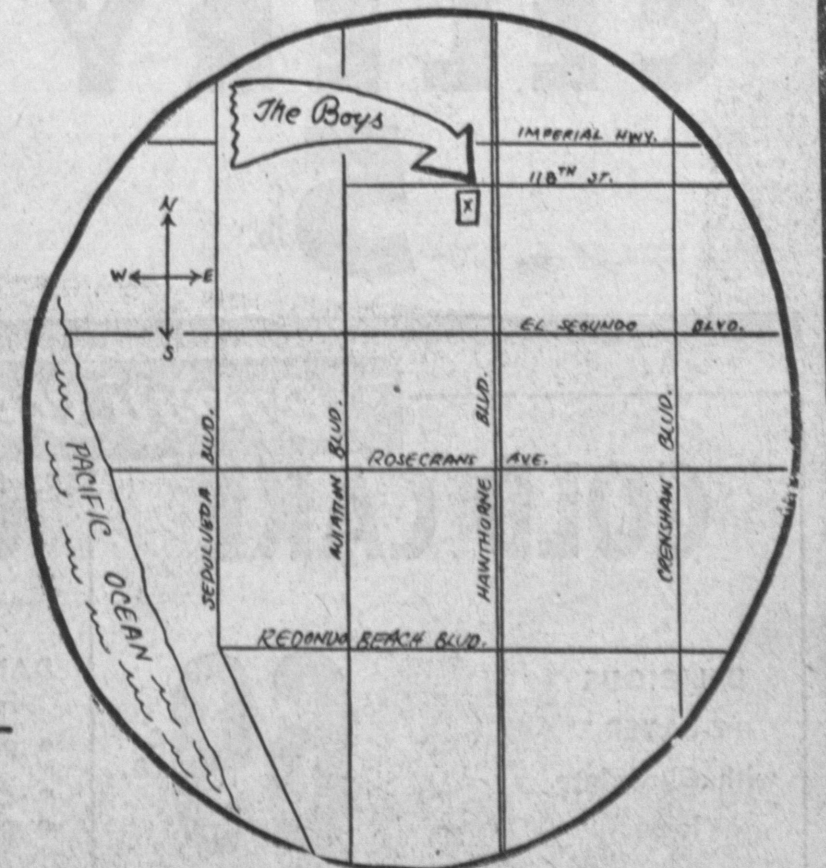 The Boys
IMPERIAL HWY.
118TH ST.
X
N
W E
S
EL SEGUNDO BLVD.
SEPULVEDA BLVD.
AVIATION BLVD.
HAWTHORNE BLVD.
CRENSHAW BLVD.
ROSECRANS AVE.
PACIFIC OCEAN
REDONDO BEACH BLVD.